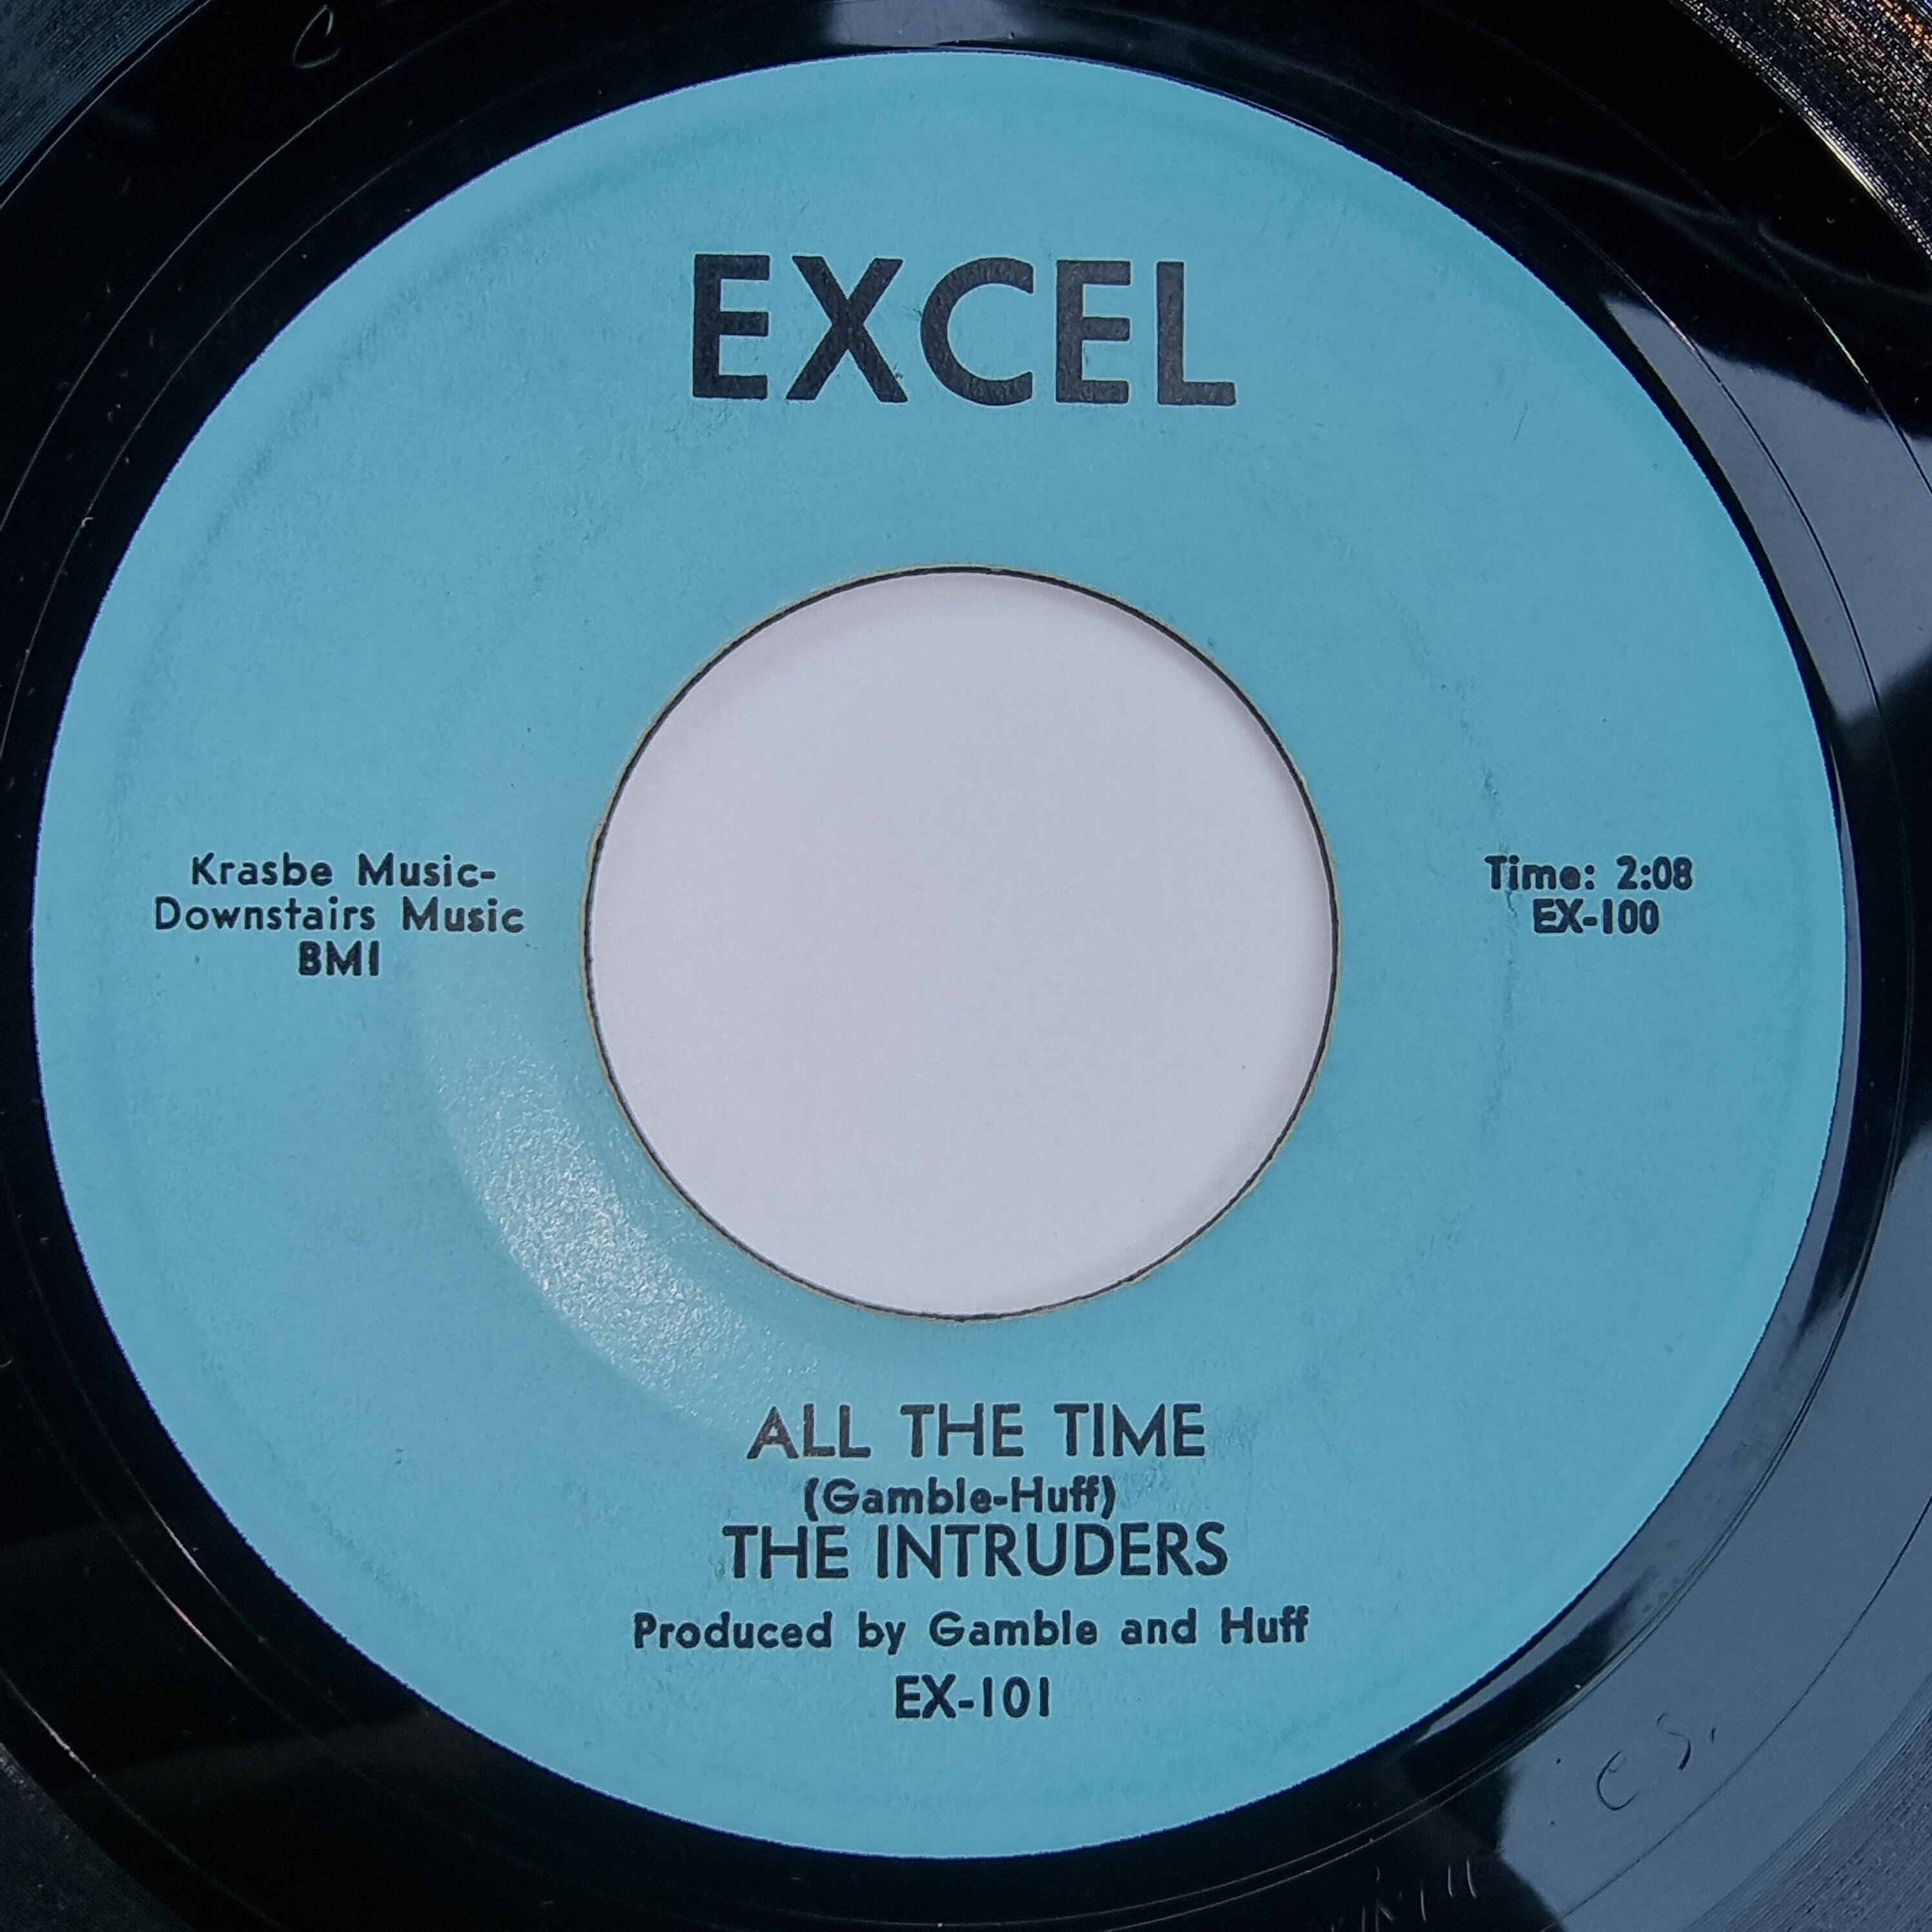 EXCEL
Krasbe Music-
Downstairs Music
BMI
Time: 2:08
EX-100
ALL THE TIME
(Gamble-Huff)
THE INTRUDERS
Produced by Gamble and Huff
EX-101